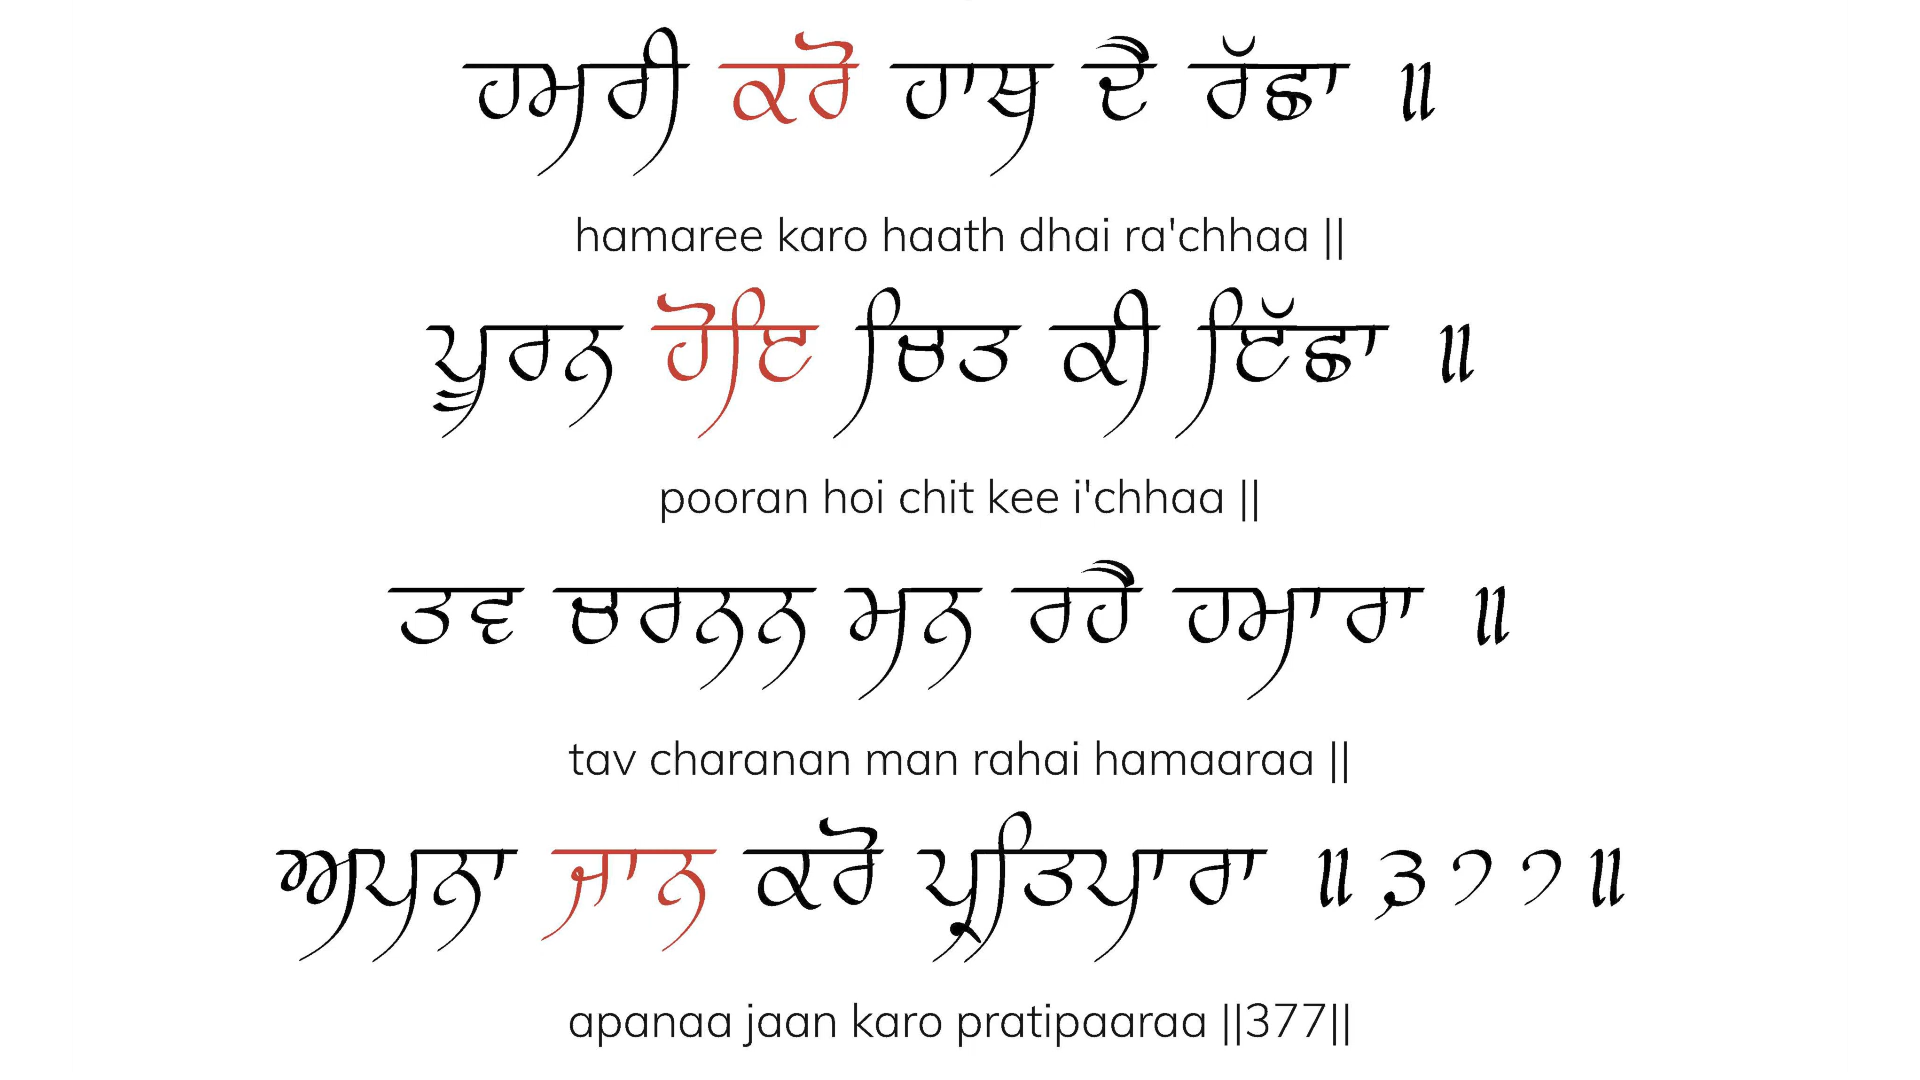 ਹਮਰੀ ਕਰੋ ਹਾਥ ਦੈ ਰੱਛਾ ॥
hamaree karo haath dhai ra'chhaa ||
ਪੂਰਨ ਹੋਇ ਚਿਤ ਕੀ ਇੱਛਾ ॥
pooran hoi chit kee i'chhaa ||
ਤਵ ਚਰਨਨ ਮਨ ਰਹੈ ਹਮਾਰਾ ॥
tav charanan man rahai hamaaraa ||
ਅਪਨਾ ਜਾਨ ਕਰੋ ਪ੍ਰਤਿਪਾਰਾ ॥੩੭੭॥
apanaa jaan karo pratipaaraa ||377||